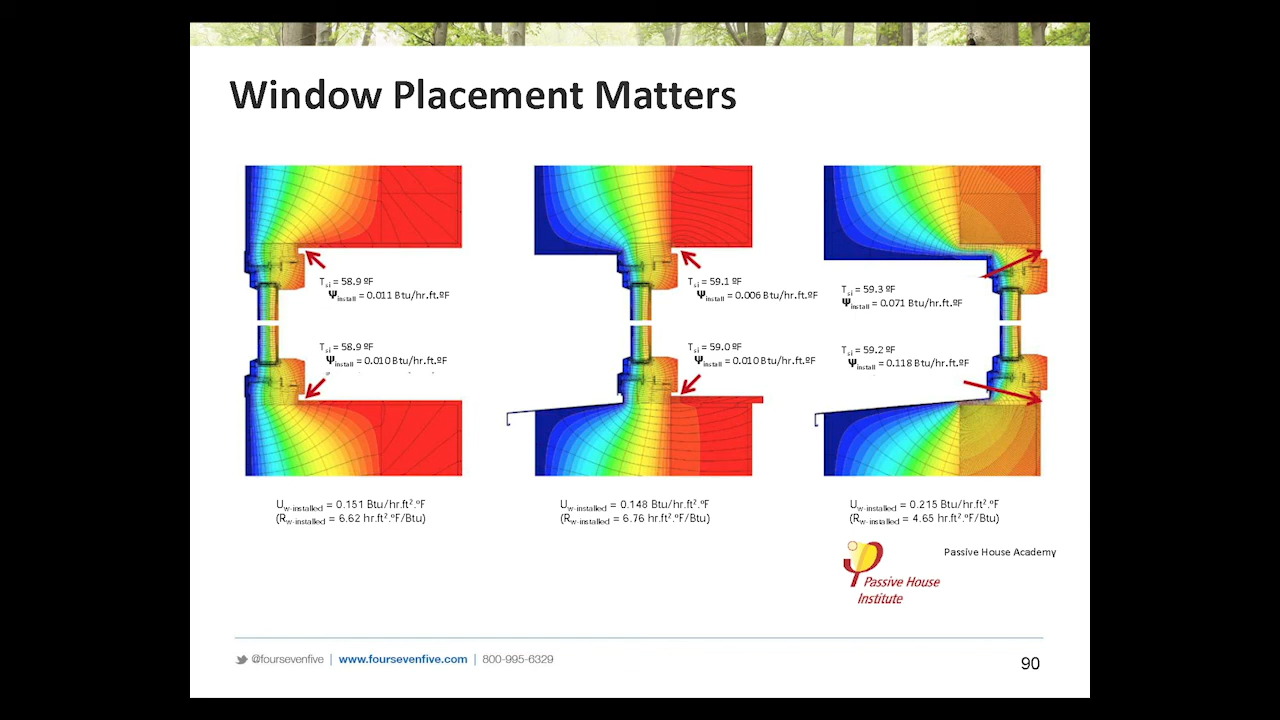 Window Placement Matters
Tsi = 58.9 ºF
Ψinstall = 0.011 Btu/hr.ft.ºF
Tsi = 58.9 ºF
Ψinstall = 0.010 Btu/hr.ft.ºF
Uw-installed = 0.151 Btu/hr.ft².ºF
(Rw-installed = 6.62 hr.ft².ºF/Btu)
Tsi = 59.1 ºF
Ψinstall = 0.006 Btu/hr.ft.ºF
Tsi = 59.0 ºF
Ψinstall = 0.010 Btu/hr.ft.ºF
Uw-installed = 0.148 Btu/hr.ft².ºF
(Rw-installed = 6.76 hr.ft².ºF/Btu)
Tsi = 59.3 ºF
Ψinstall = 0.071 Btu/hr.ft.ºF
Tsi = 59.2 ºF
Ψinstall = 0.118 Btu/hr.ft.ºF
Uw-installed = 0.215 Btu/hr.ft².ºF
(Rw-installed = 4.65 hr.ft².ºF/Btu)
Passive House
Institute
Passive House Academy
@foursevenfive | www.foursevenfive.com | 800-995-6329
90